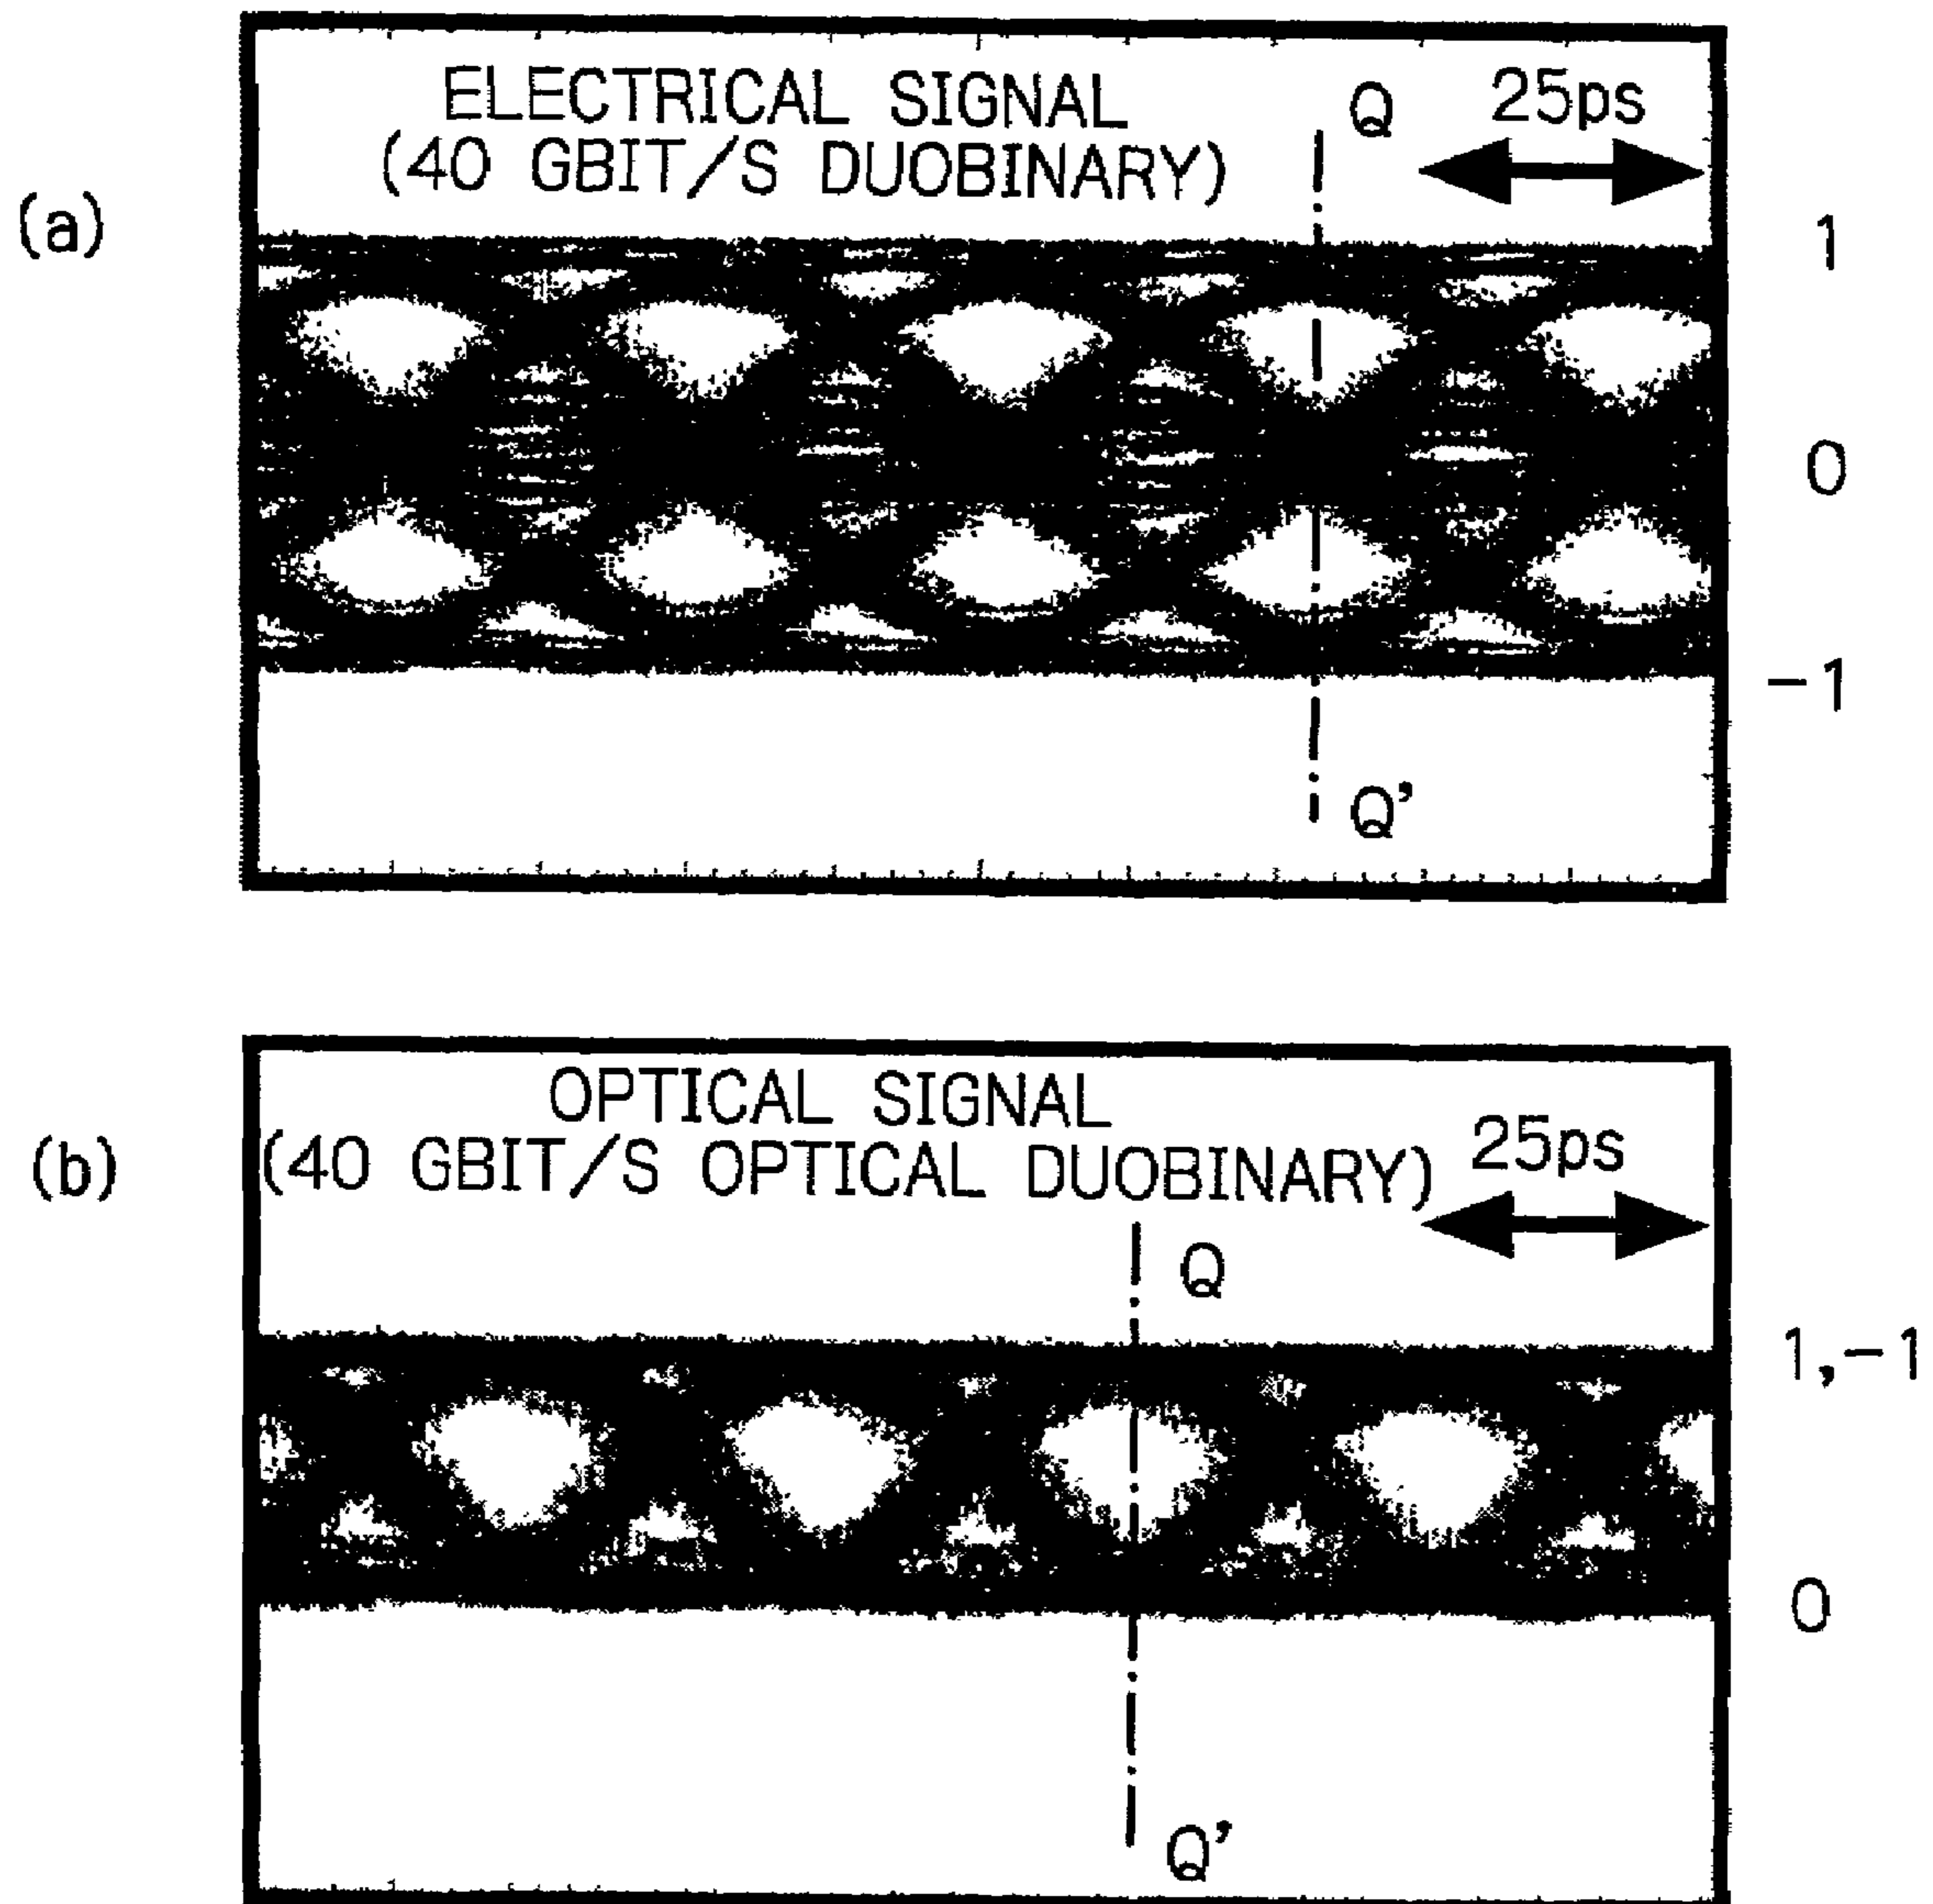 ELECTRICAL SIGNAL
(40 GBIT/S DUOBINARY)
Q
25ps
(a)
1
0
-1
Q'
OPTICAL SIGNAL
(40 GBIT/S OPTICAL DUOBINARY)
25ps
(b)
Q
1,-1
0
Q'